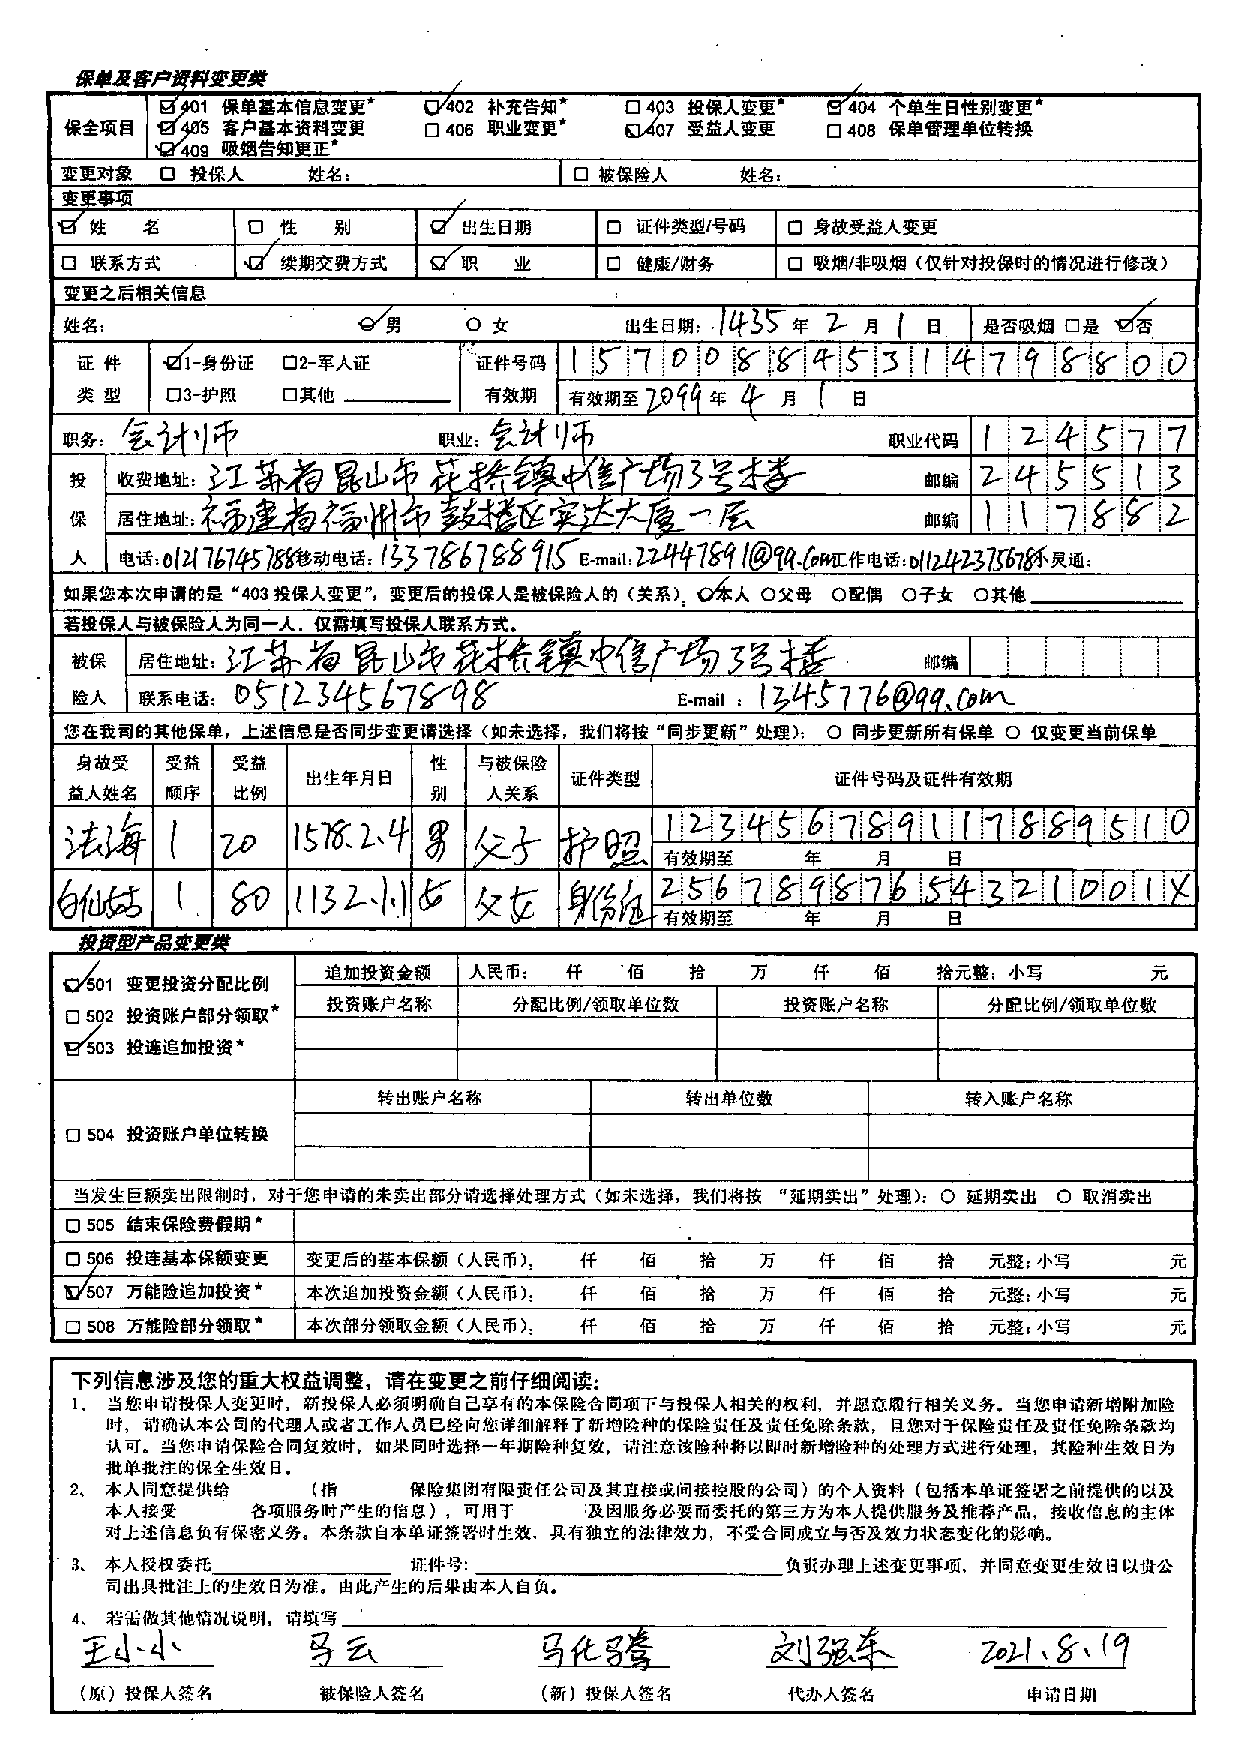 保单及客户资料变更类
保全项目
401 保单基本信息变更* 402 补充告知* 403 投保人变更* 404 个单生日性别变更*
405 客户基本资料变更 406 职业变更* 407 受益人变更 408 保单管理单位转换
409 吸烟告知更正*
变更对象 投保人 姓名: 被保险人 姓名:
变更事项
姓 名 性 别 出生日期 证件类型/号码 身故受益人变更
联系方式 续期交费方式 职 业 健康/财务 吸烟/非吸烟(仅针对投保时的情况进行修改)
变更之后相关信息
姓名: 男 女 出生日期: 1435 年 2 月 1 日 是否吸烟 是 否
证件类型 1-身份证 2-军人证 证件号码 157008845314798800
3-护照 其他 有效期 有效期至 2099 年 4 月 1 日
职务: 会计师 职业: 会计师 职业代码 124577
投保人 收费地址: 江苏省昆山市花桥镇中信广场3号楼 邮编 245513
居住地址: 福建省福州市鼓楼区实达大厦一层 邮编 117882
电话: 012176745788 移动电话: 133786788915 E-mail: 22447891@qq.com 工作电话: 0112423756784 小灵通:
如果您本次申请的是“403投保人变更”, 变更后的投保人是被保险人的(关系): 本人 父母 配偶 子女 其他
若投保人与被保险人为同一人, 仅需填写投保人联系方式。
被保险人 居住地址: 江苏省昆山市花桥镇中信广场3号楼 邮编
联系电话: 051234567898 E-mail : 1345776@qq.com
您在我司的其他保单, 上述信息是否同步变更请选择(如未选择, 我们将按“同步更新”处理): 同步更新所有保单 仅变更当前保单
身故受益人姓名 受益顺序 受益比例 出生年月日 性别 与被保险人关系 证件类型 证件号码及证件有效期
法海 1 20 1578.2.4 男 父子 护照 123456789117889510
有效期至 年 月 日
白仙姑 1. 80 1132.1.1 女 父女 身份证 25678987654321001X
有效期至 年 月 日
投资型产品变更类
501 变更投资分配比例 追加投资金额 人民币: 仟 佰 拾 万 仟 佰 拾元整: 小写 元
502 投资账户部分领取* 投资账户名称 分配比例/领取单位数 投资账户名称 分配比例/领取单位数
503 投连追加投资*
504 投资账户单位转换 转出账户名称 转出单位数 转入账户名称
当发生巨额卖出限制时, 对于您申请的未卖出部分请选择处理方式(如未选择, 我们将按 “延期卖出”处理): 延期卖出 取消卖出
505 结束保险费假期*
506 投连基本保额变更 变更后的基本保额(人民币): 仟 佰 拾 万 仟 佰 拾 元整: 小写 元
507 万能险追加投资* 本次追加投资金额(人民币): 仟 佰 拾 万 仟 佰 拾 元整: 小写 元
508 万能险部分领取* 本次部分领取金额(人民币): 仟 佰 拾 万 仟 佰 拾 元整: 小写 元
下列信息涉及您的重大权益调整, 请在变更之前仔细阅读:
1、 当您申请投保人变更时, 新投保人必须明确自己享有的本保险合同项下与投保人相关的权利, 并愿意履行相关义务。当您申请新增附加险
时, 请确认本公司的代理人或者工作人员已经向您详细解释了新增险种的保险责任及责任免除条款, 且您对于保险责任及责任免除条款均
认可。当您申请保险合同复效时, 如果同时选择一年期险种复效, 请注意该险种将以即时新增险种的处理方式进行处理, 其险种生效日为
批单批注的保全生效日。
2、 本人同意提供给 (指 保险集团有限责任公司及其直接或间接控股的公司)的个人资料(包括本单证签署之前提供的以及
本人接受 各项服务时产生的信息), 可用于 及因服务必要而委托的第三方为本人提供服务及推荐产品, 接收信息的主体
对上述信息负有保密义务。本条款自本单证签署时生效, 具有独立的法律效力, 不受合同成立与否及效力状态变化的影响。
3、 本人授权委托 证件号: 负责办理上述变更事项, 并同意变更生效日以贵公
司出具批注上的生效日为准。由此产生的后果由本人自负。
4、 若需做其他情况说明, 请填写
王小小 马云 马化腾 刘强东 2021.8.19
(原)投保人签名 被保险人签名 (新)投保人签名 代办人签名 申请日期